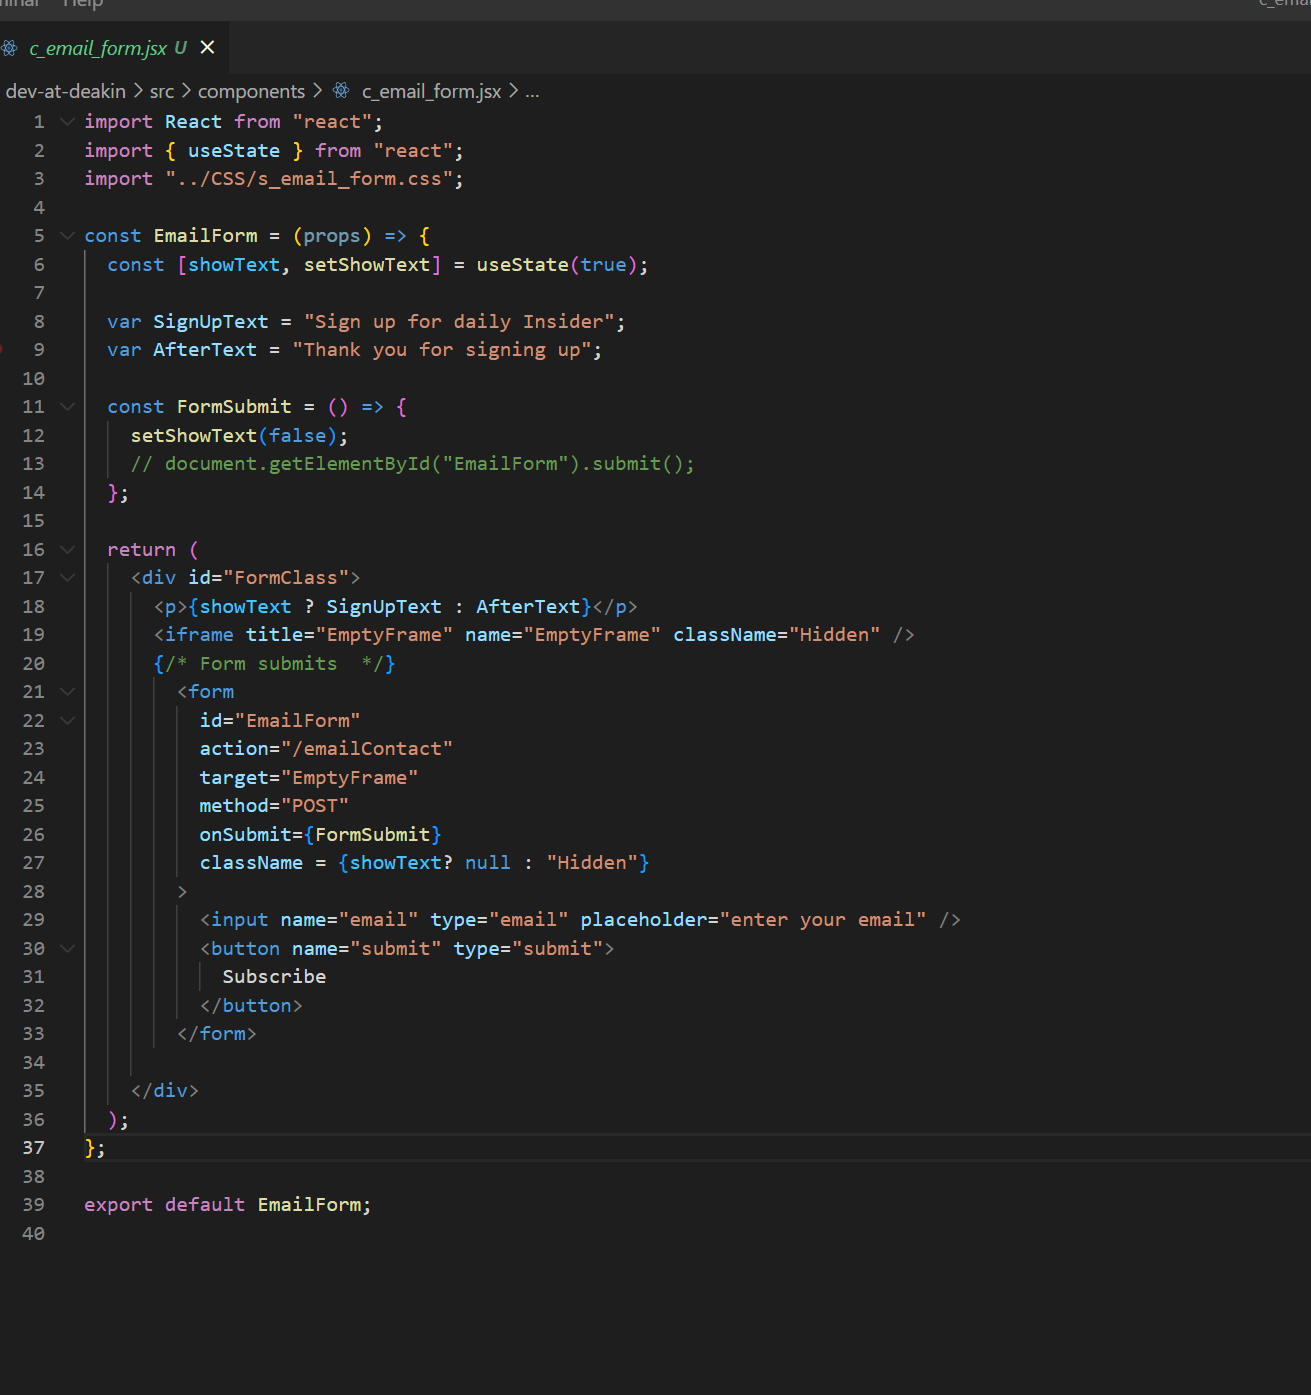 Help
c_email_form.jsx U
dev-at-deakin > src > components > c_email_form.jsx > ...
1 import React from "react";
2 import { useState } from "react";
3 import "../CSS/s_email_form.css";
4
5 const EmailForm = (props) => {
6 const [showText, setShowText] = useState(true);
7
8 var SignUpText = "Sign up for daily Insider";
9 var AfterText = "Thank you for signing up";
10
11 const FormSubmit = () => {
12 setShowText(false);
13 // document.getElementById("EmailForm").submit();
14 };
15
16 return (
17 <div id="FormClass">
18 <p>{showText ? SignUpText : AfterText}</p>
19 <iframe title="EmptyFrame" name="EmptyFrame" className="Hidden" />
20 {/* Form submits  */}
21 <form
22 id="EmailForm"
23 action="/emailContact"
24 target="EmptyFrame"
25 method="POST"
26 onSubmit={FormSubmit}
27 className = {showText? null : "Hidden"}
28 >
29 <input name="email" type="email" placeholder="enter your email" />
30 <button name="submit" type="submit">
31 Subscribe
32 </button>
33 </form>
34
35 </div>
36 );
37 };
38
39 export default EmailForm;
40